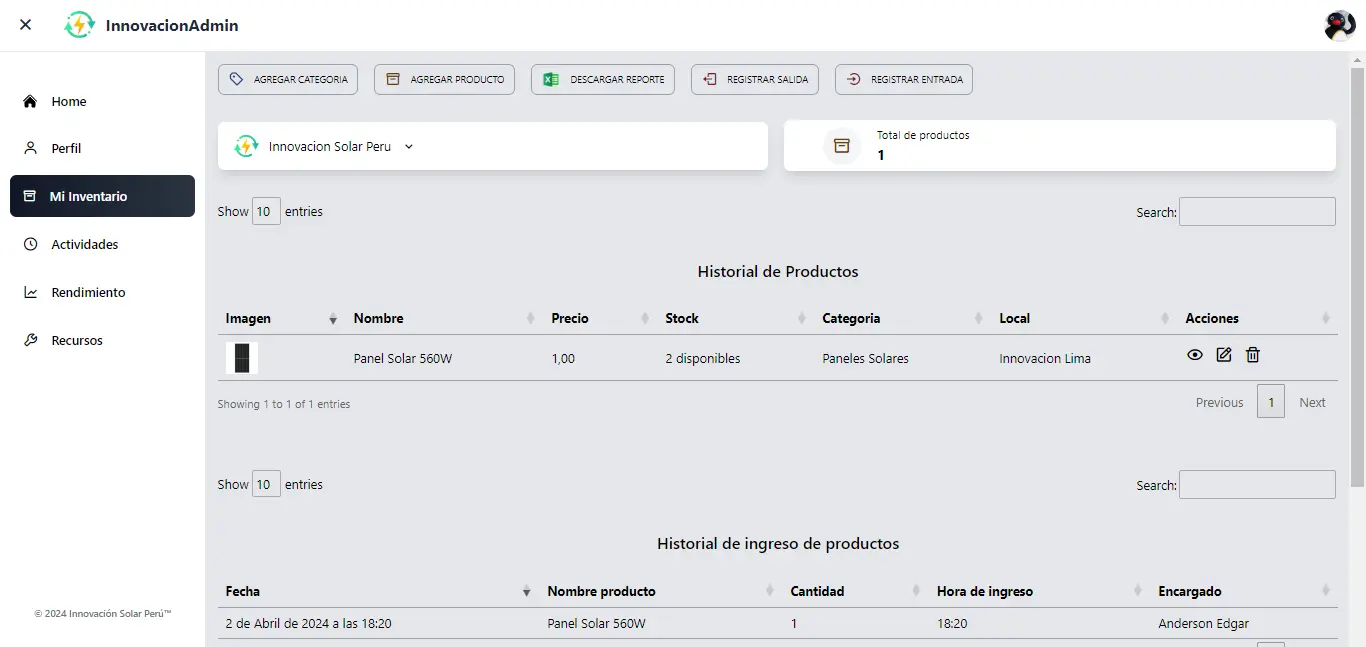 InnovacionAdmin
Home
Perfil
Mi Inventario
Actividades
Rendimiento
Recursos
© 2024 Innovación Solar Perú™
AGREGAR CATEGORIA AGREGAR PRODUCTO DESCARGAR REPORTE REGISTRAR SALIDA REGISTRAR ENTRADA
Innovacion Solar Peru
Total de productos
1
Show 10 entries Search:
Historial de Productos
Imagen Nombre Precio Stock Categoria Local Acciones
Panel Solar 560W 1,00 2 disponibles Paneles Solares Innovacion Lima
Showing 1 to 1 of 1 entries Previous 1 Next
Show 10 entries Search:
Historial de ingreso de productos
Fecha Nombre producto Cantidad Hora de ingreso Encargado
2 de Abril de 2024 a las 18:20 Panel Solar 560W 1 18:20 Anderson Edgar